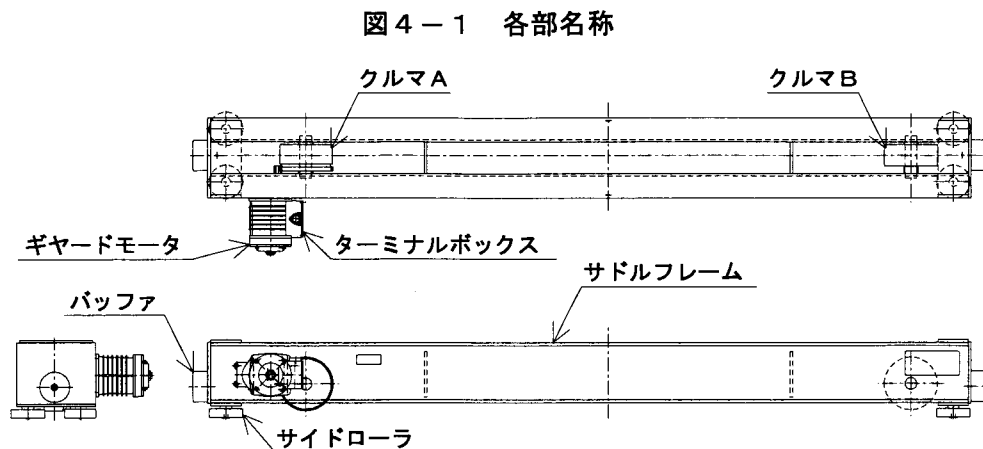 図４－１　各部名称
クルマＡ
クルマＢ
ギヤードモータ
ターミナルボックス
サドルフレーム
バッファ
サイドローラ